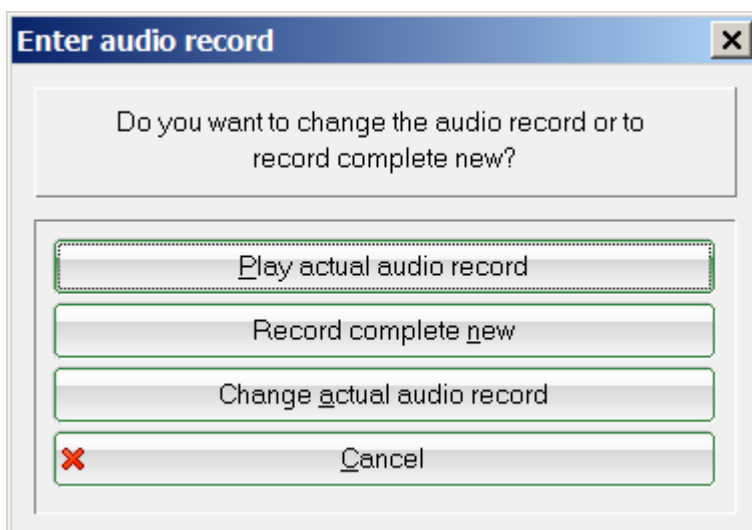 Enter audio record
Do you want to change the audio record or to
record complete new?
Play actual audio record
Record complete new
Change actual audio record
Cancel